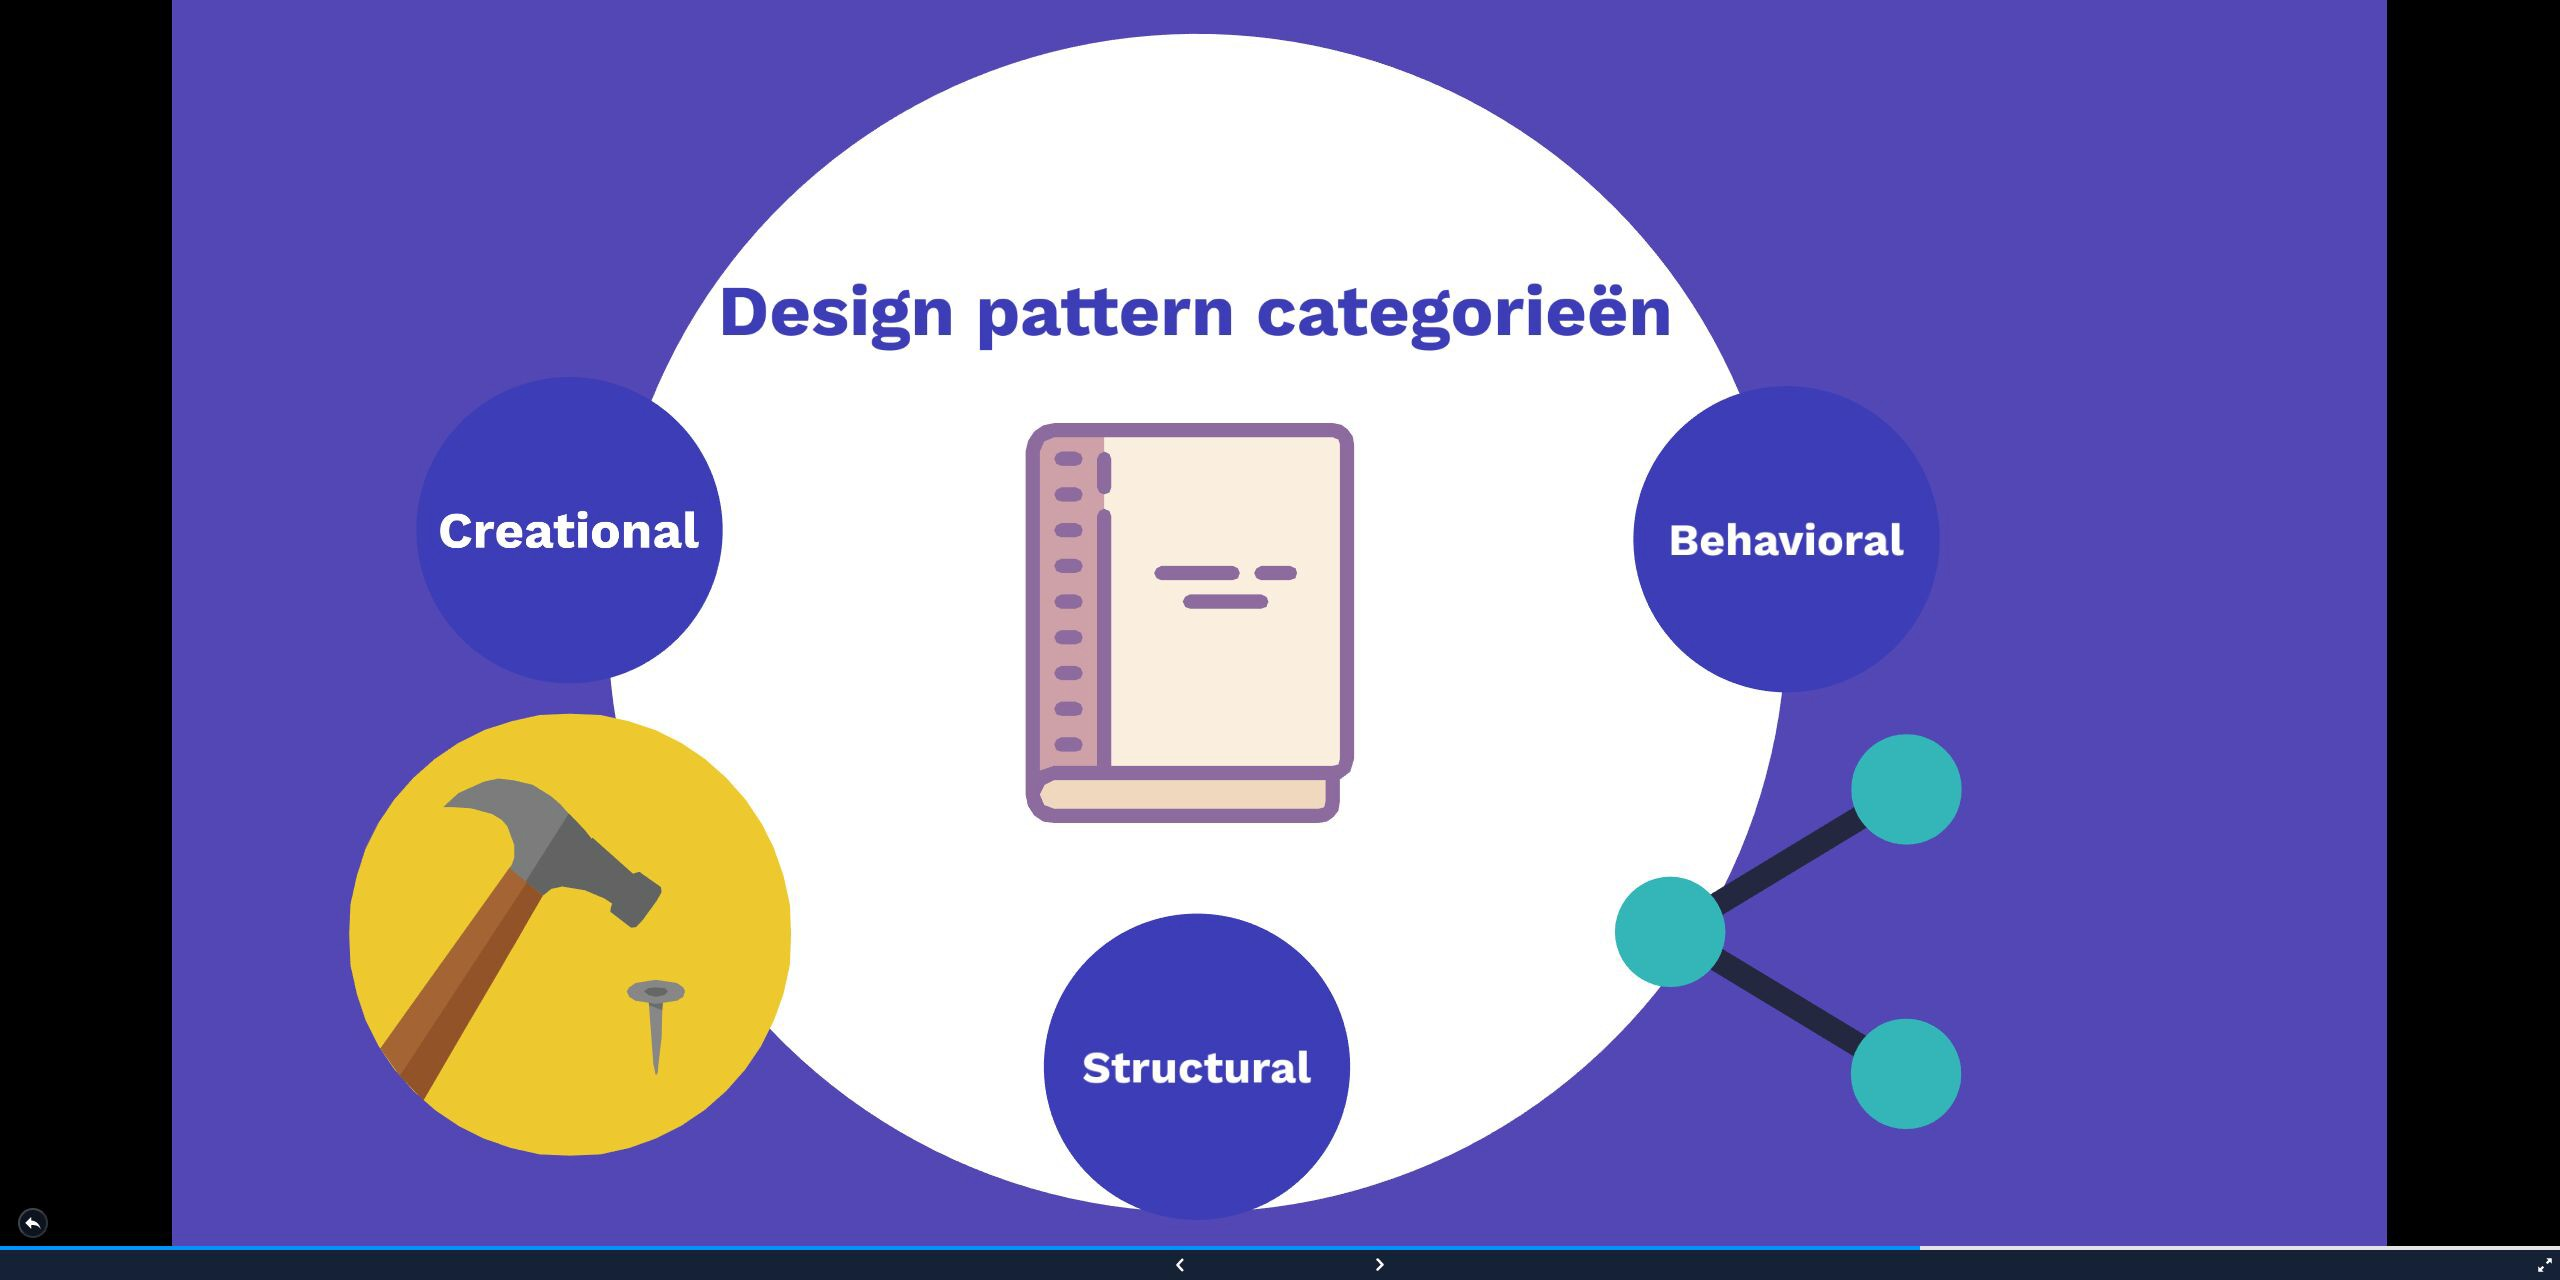 Design pattern categorieën
Creational
Behavioral
Structural